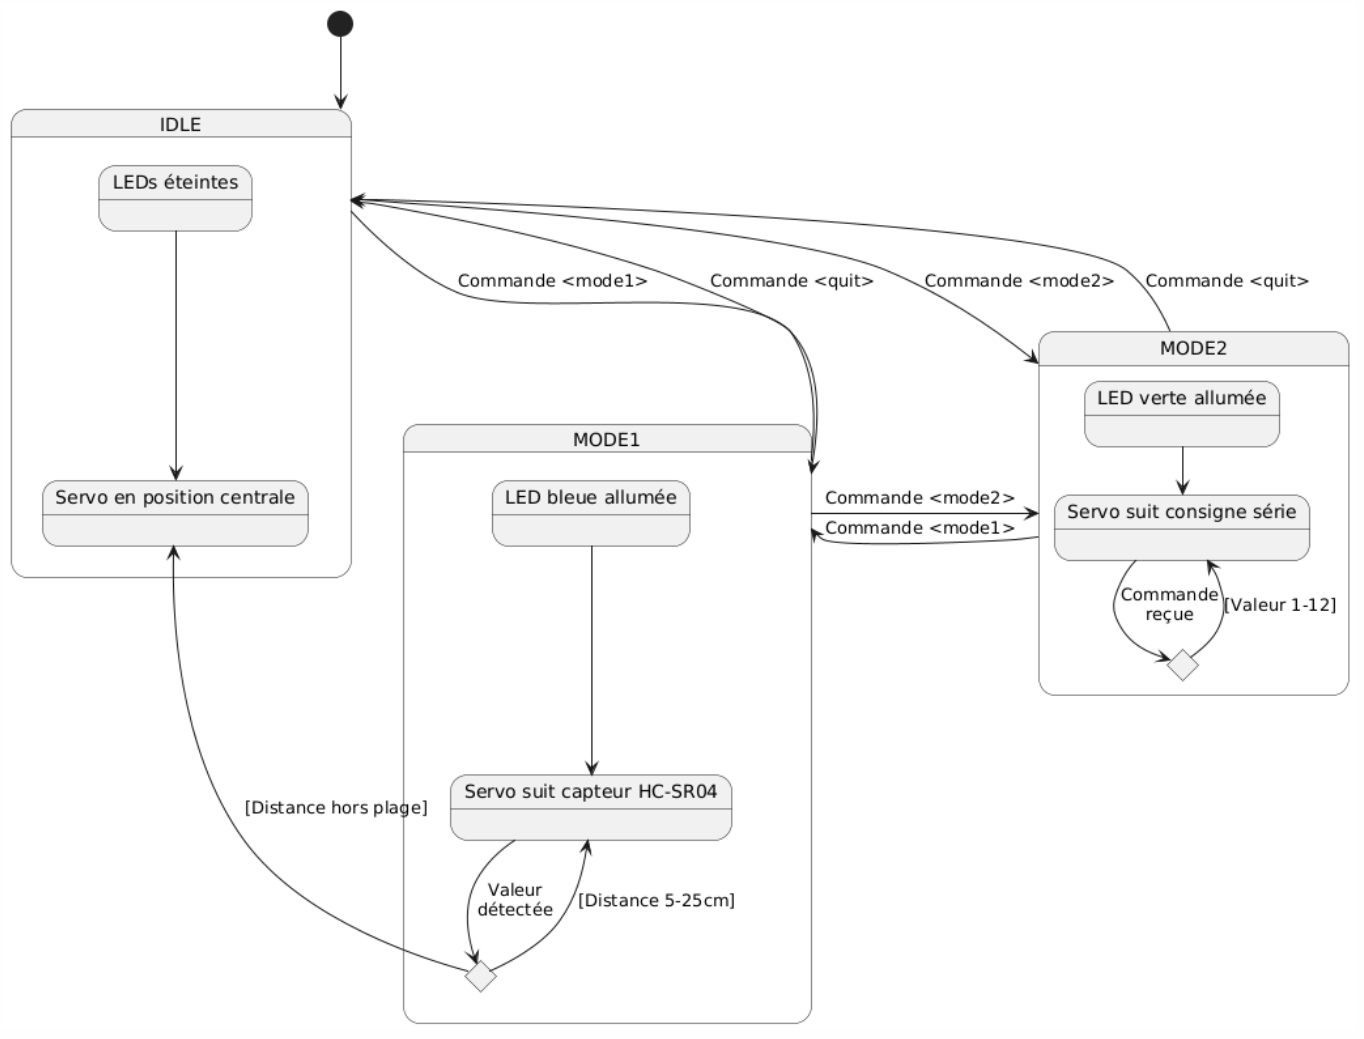 IDLE
LEDs éteintes
Servo en position centrale
Commande <mode1>
Commande <quit>
Commande <mode2>
Commande <quit>
MODE2
LED verte allumée
Servo suit consigne série
Commande
reçue
[Valeur 1-12]
MODE1
LED bleue allumée
Commande <mode2>
Commande <mode1>
Servo suit capteur HC-SR04
[Distance hors plage]
Valeur
détectée
[Distance 5-25cm]